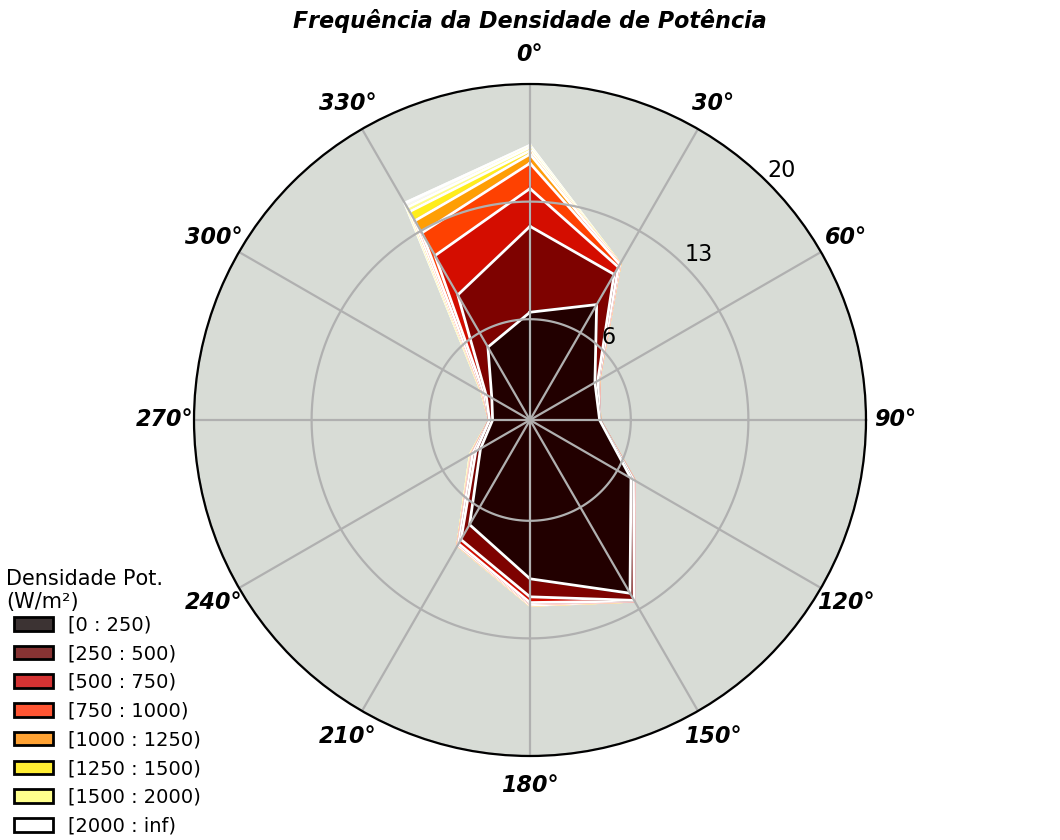 Frequência da Densidade de Potência
0°
330°
30°
20
300°
60°
13
6
270°
90°
Densidade Pot.
(W/m²)
240°
120°
[0 : 250)
[250 : 500)
[500 : 750)
[750 : 1000)
210°
150°
[1000 : 1250)
[1250 : 1500)
180°
[1500 : 2000)
[2000 : inf)